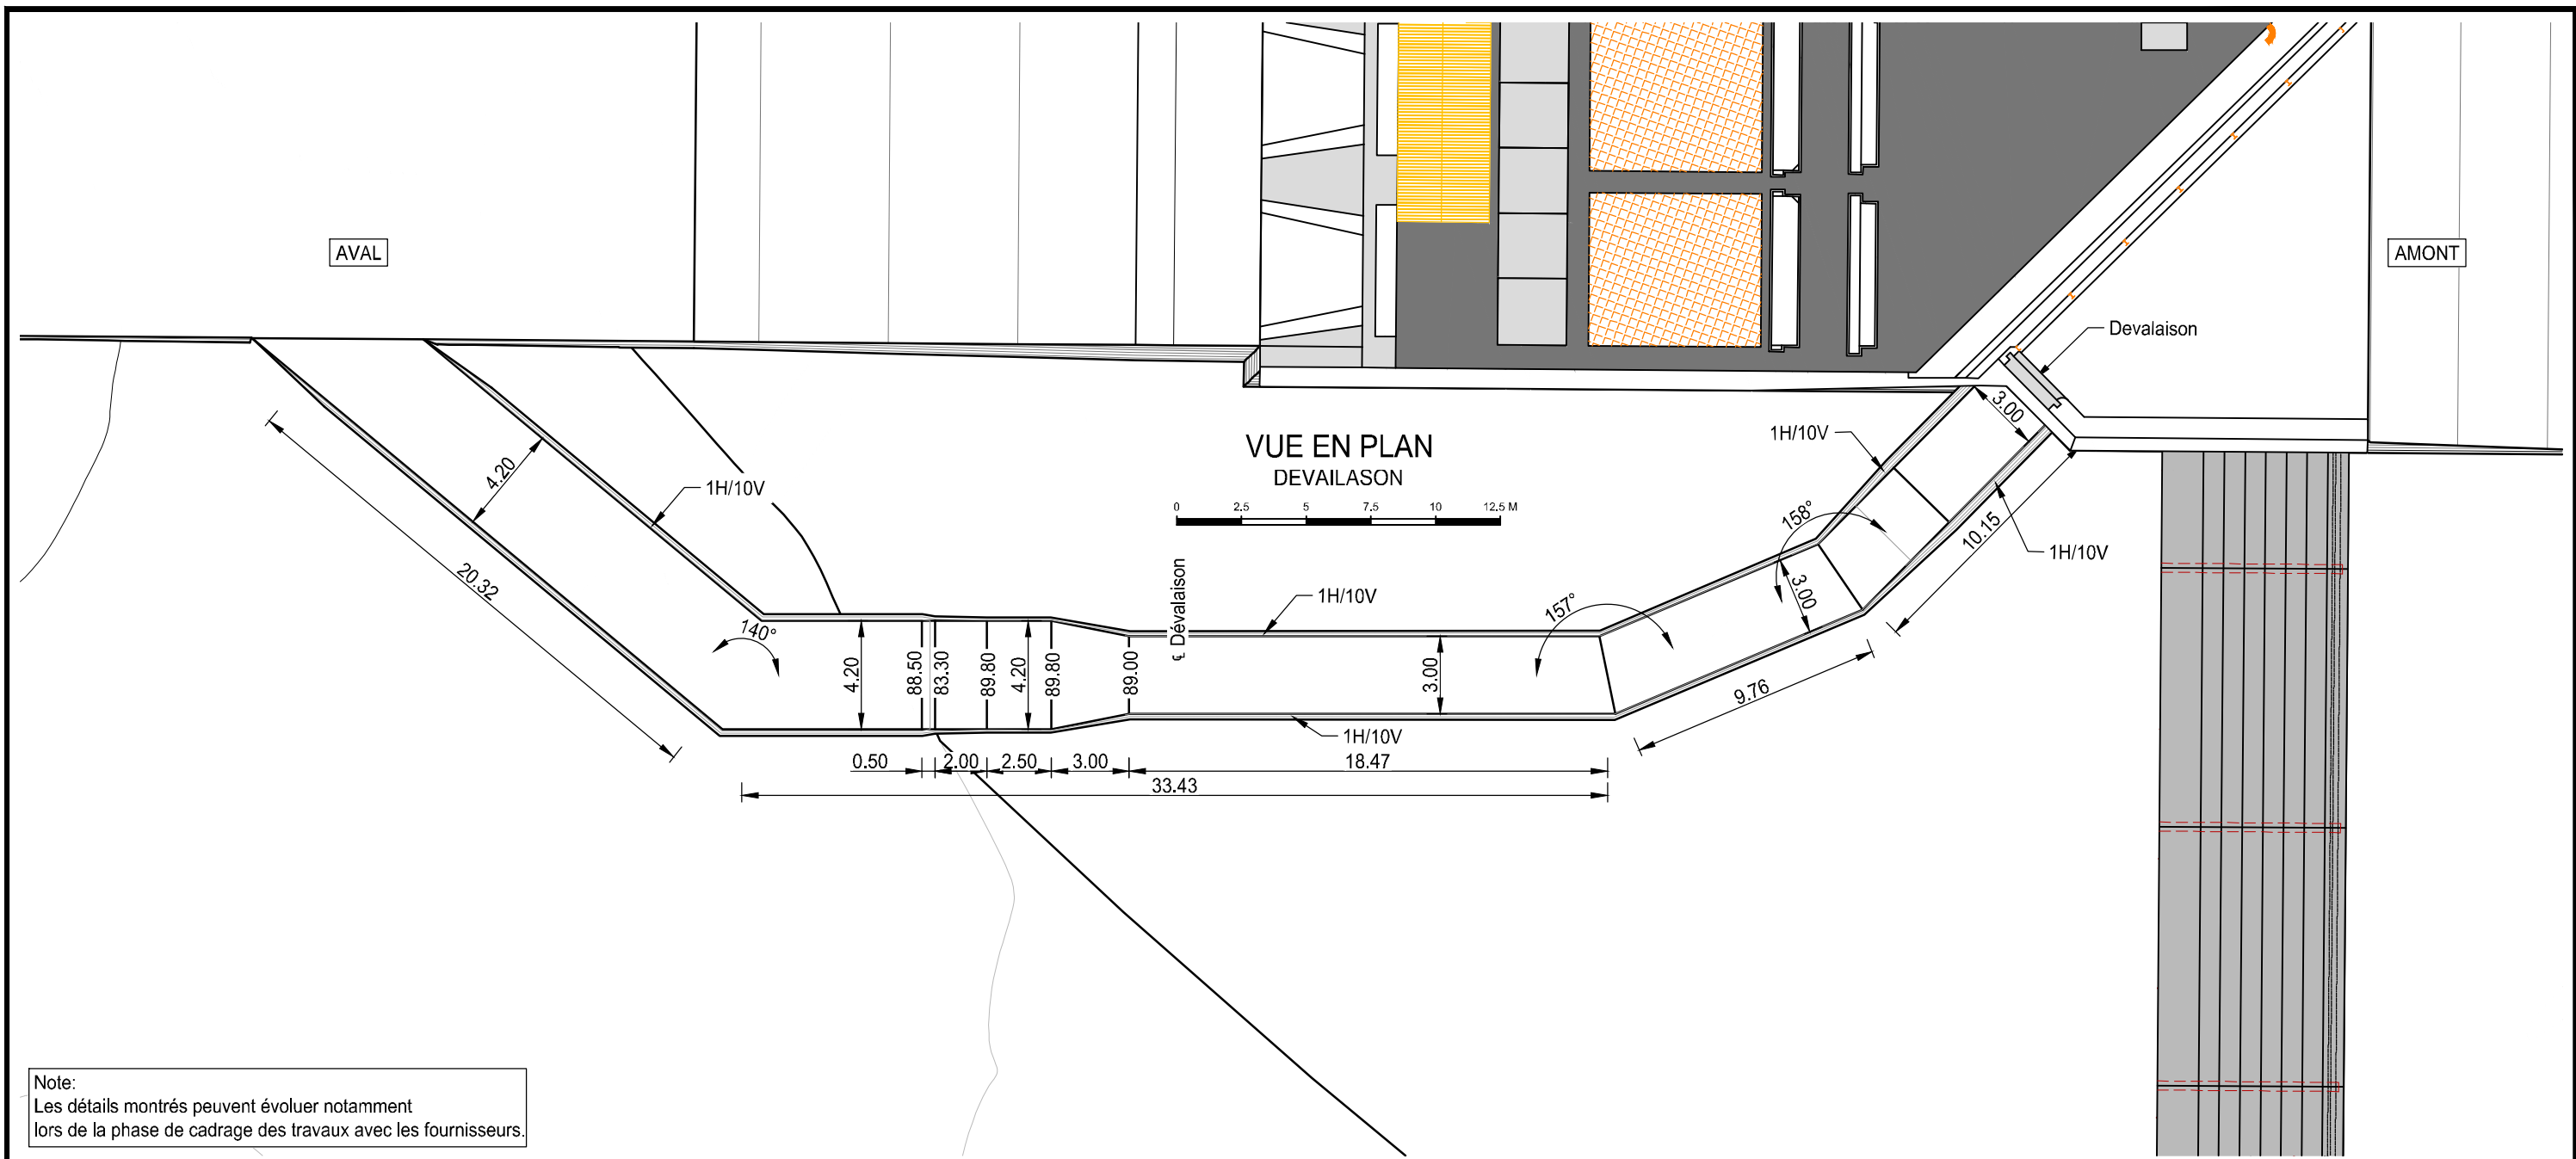 AVAL
AMONT
Devalaison
VUE EN PLAN
DEVAILASON
0 2.5 5 7.5 10 12.5 M
1H/10V
3.00
4.20
1H/10V
158°
10.15
1H/10V
20.32
1H/10V
℄ Dévalaison
157°
3.00
140°
4.20
88.50
83.30
89.80
4.20
89.80
89.00
3.00
9.76
1H/10V
0.50
2.00
2.50
3.00
18.47
33.43
Note:
Les détails montrés peuvent évoluer notamment
lors de la phase de cadrage des travaux avec les fournisseurs.